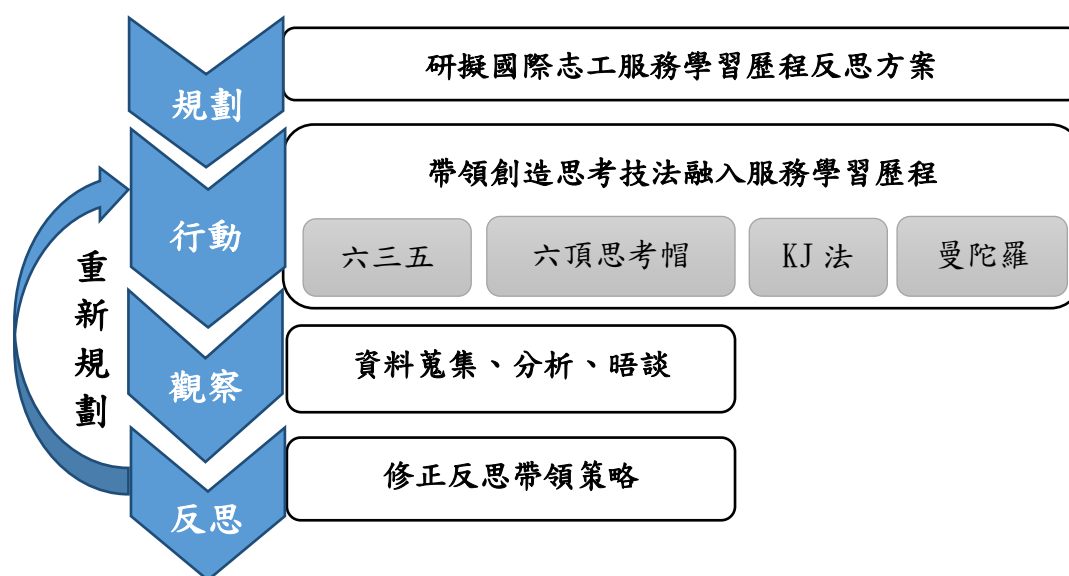 研擬國際志工服務學習歷程反思方案
規劃
帶領創造思考技法融入服務學習歷程
行動
六三五
六頂思考帽
KJ 法
曼陀羅
重新規劃
資料蒐集、分析、晤談
觀察
修正反思帶領策略
反思